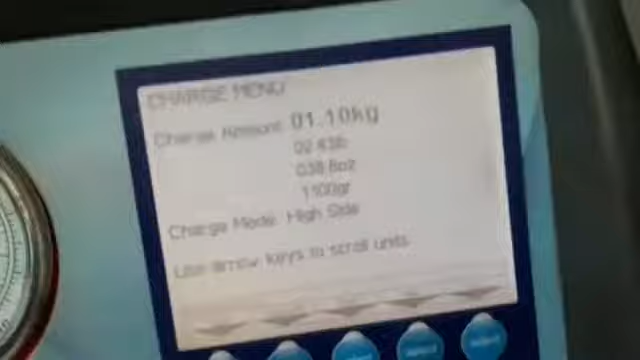 CHARGE MENU
Charge Amount: 01.10kg
02.43lb
038.8oz
1100gr
Charge Mode: High Side
Use arrow keys to scroll units